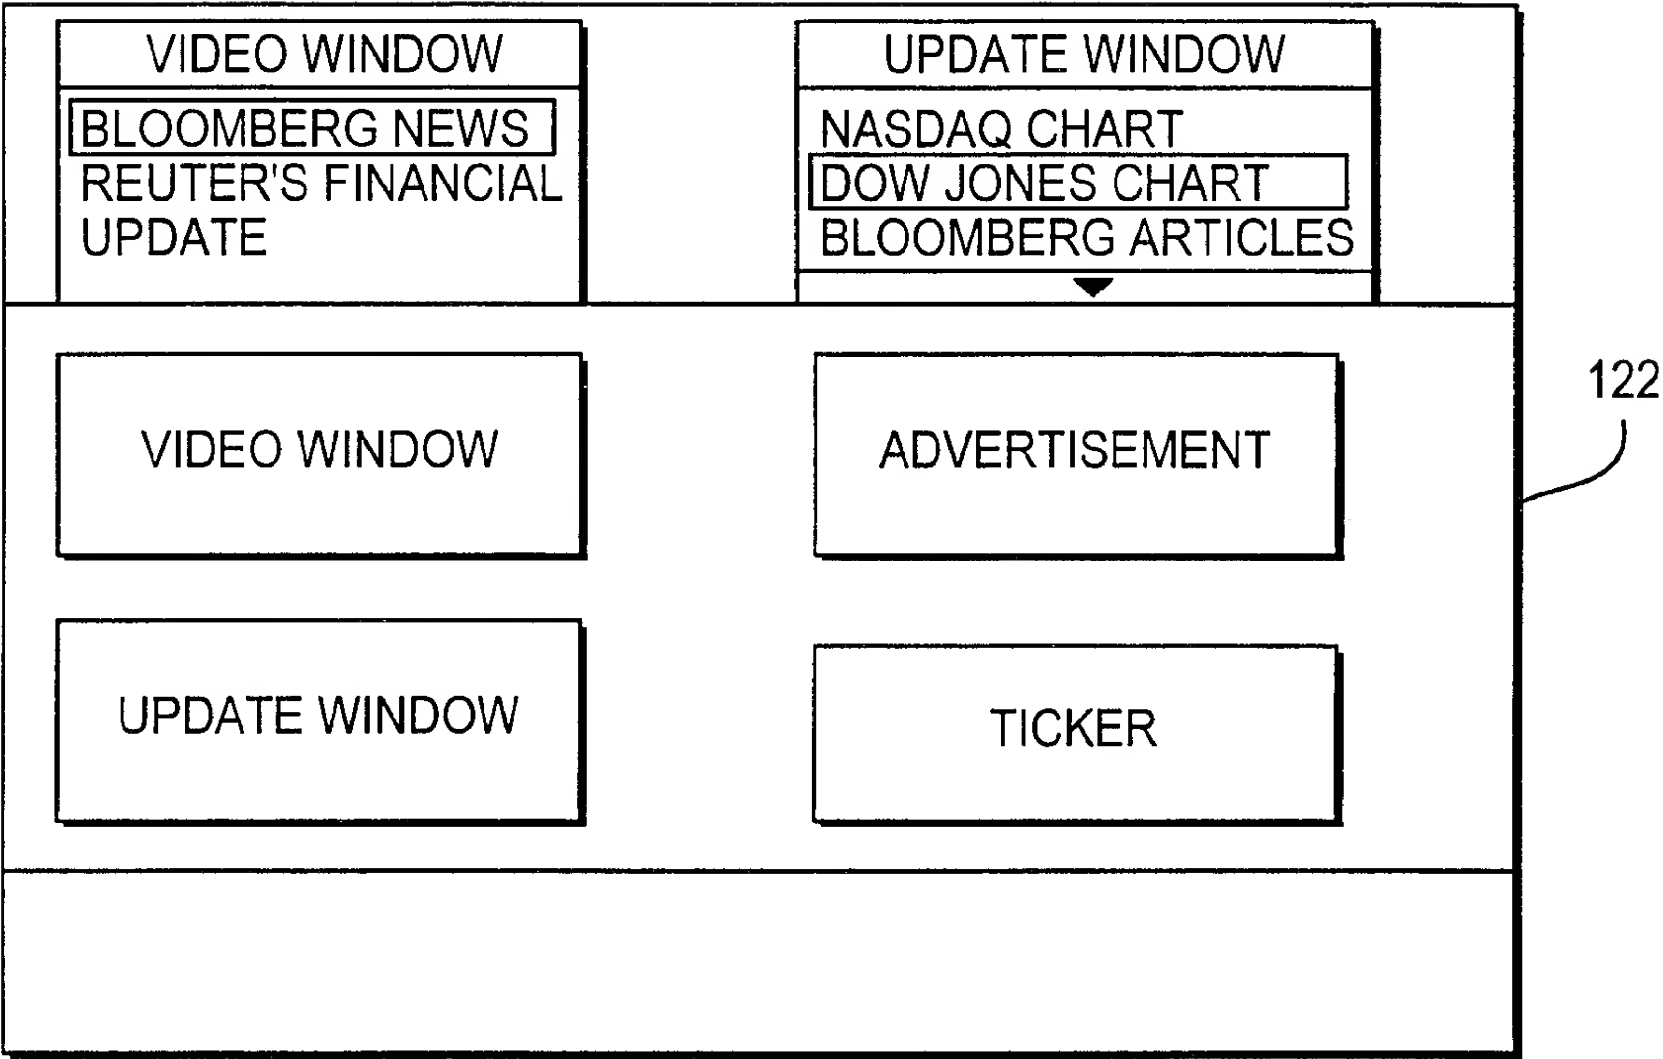 VIDEO WINDOW
BLOOMBERG NEWS
REUTER'S FINANCIAL
UPDATE
UPDATE WINDOW
NASDAQ CHART
DOW JONES CHART
BLOOMBERG ARTICLES
VIDEO WINDOW
ADVERTISEMENT
122
UPDATE WINDOW
TICKER